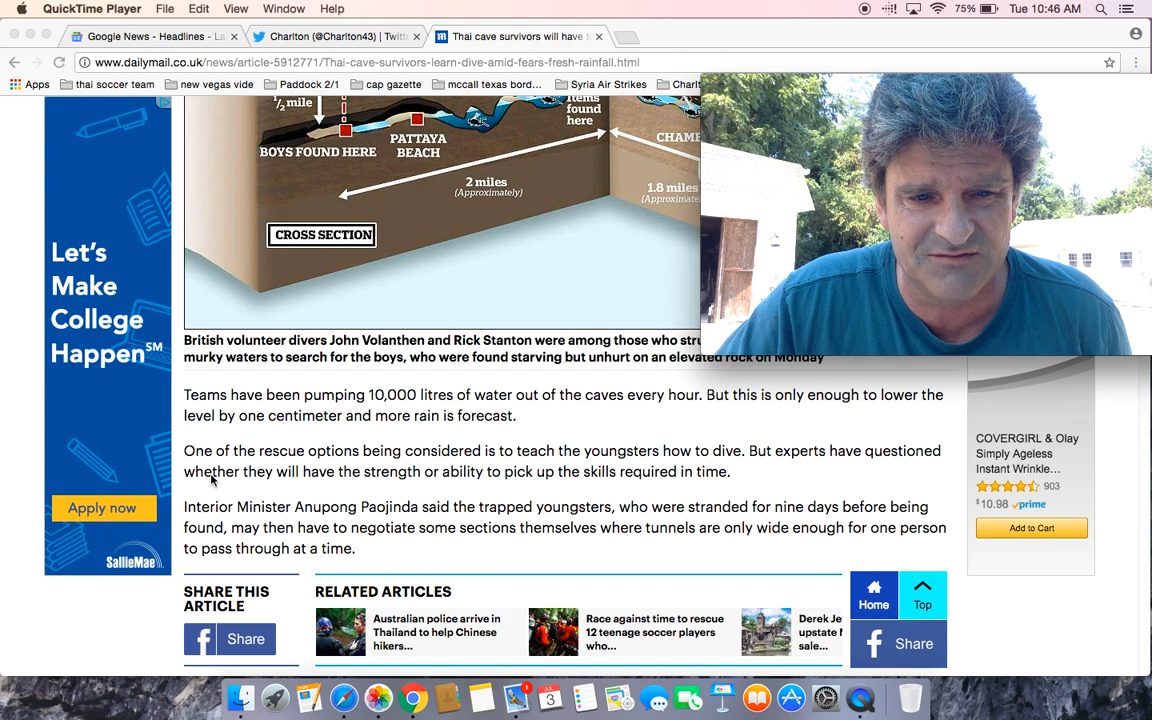 QuickTime Player File Edit View Window Help 75% Tue 10:46 AM
Google News - Headlines - La
Charlton (@Charlton43) | Twitt
Thai cave survivors will have t
www.dailymail.co.uk/news/article-5912771/Thai-cave-survivors-learn-dive-amid-fears-fresh-rainfall.html
Apps thai soccer team new vegas vide Paddock 2/1 cap gazette mccall texas bord... Syria Air Strikes Charl
1/2 mile
BOYS FOUND HERE
PATTAYA
BEACH
Items
found
here
CHAM
2 miles
(Approximately)
1.8 miles
(Approximate
CROSS SECTION
Let's
Make
College
Happen℠
Apply now
SallieMae
British volunteer divers John Volanthen and Rick Stanton were among those who stru
murky waters to search for the boys, who were found starving but unhurt on an elevated rock on Monday
Teams have been pumping 10,000 litres of water out of the caves every hour. But this is only enough to lower the
level by one centimeter and more rain is forecast.
One of the rescue options being considered is to teach the youngsters how to dive. But experts have questioned
whether they will have the strength or ability to pick up the skills required in time.
Interior Minister Anupong Paojinda said the trapped youngsters, who were stranded for nine days before being
found, may then have to negotiate some sections themselves where tunnels are only wide enough for one person
to pass through at a time.
SHARE THIS
ARTICLE
Share
RELATED ARTICLES
Australian police arrive in
Thailand to help Chinese
hikers...
Race against time to rescue
12 teenage soccer players
who...
Derek Je
upstate N
sale...
Home
Top
Share
COVERGIRL & Olay
Simply Ageless
Instant Wrinkle...
903
$10.98 prime
Add to Cart
JUL
3